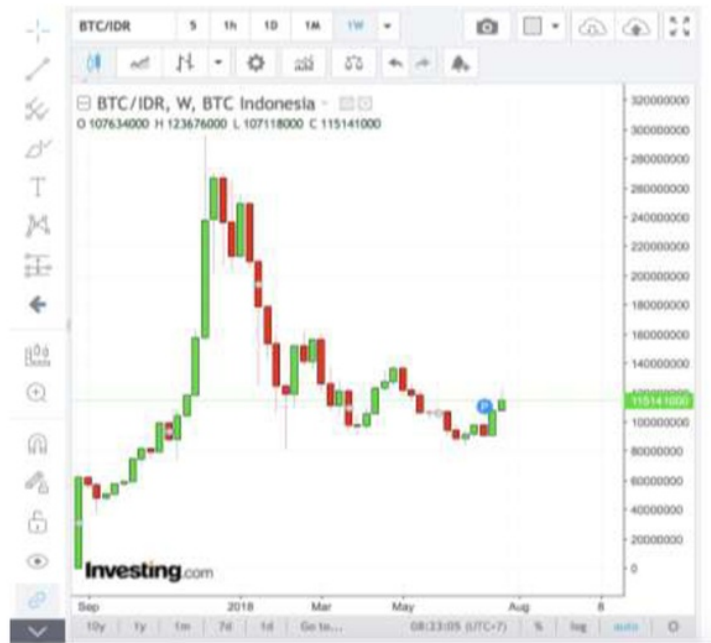 BTC/IDR 5 1h 1D 1M 1W
BTC/IDR, W, BTC Indonesia
O 107634000 H 123676000 L 107118000 C 115141000
320000000
300000000
280000000
260000000
240000000
220000000
200000000
180000000
160000000
140000000
115141000
100000000
80000000
60000000
40000000
20000000
0
P
T
Investing.com
Sep 2018 Mar May Aug 8
10y 1y 1m 7d 1d Go to... 08:23:05 (UTC+7) % log auto